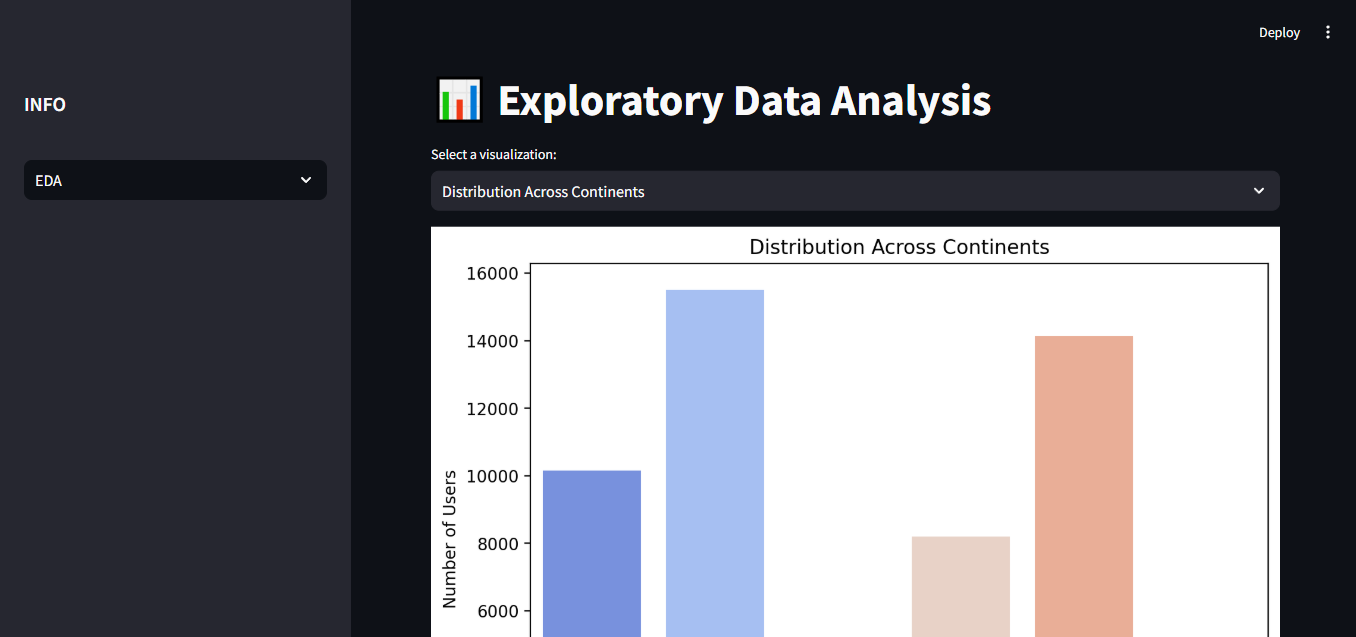 Deploy
INFO
EDA
Exploratory Data Analysis
Select a visualization:
Distribution Across Continents
Distribution Across Continents
16000
14000
12000
10000
8000
6000
Number of Users